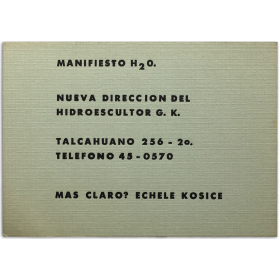 MANIFIESTO H2O.
NUEVA DIRECCION DEL
HIDROESCULTOR G. K.
TALCAHUANO 256 - 2o.
TELEFONO 45 - 0570
MAS CLARO? ECHELE KOSICE